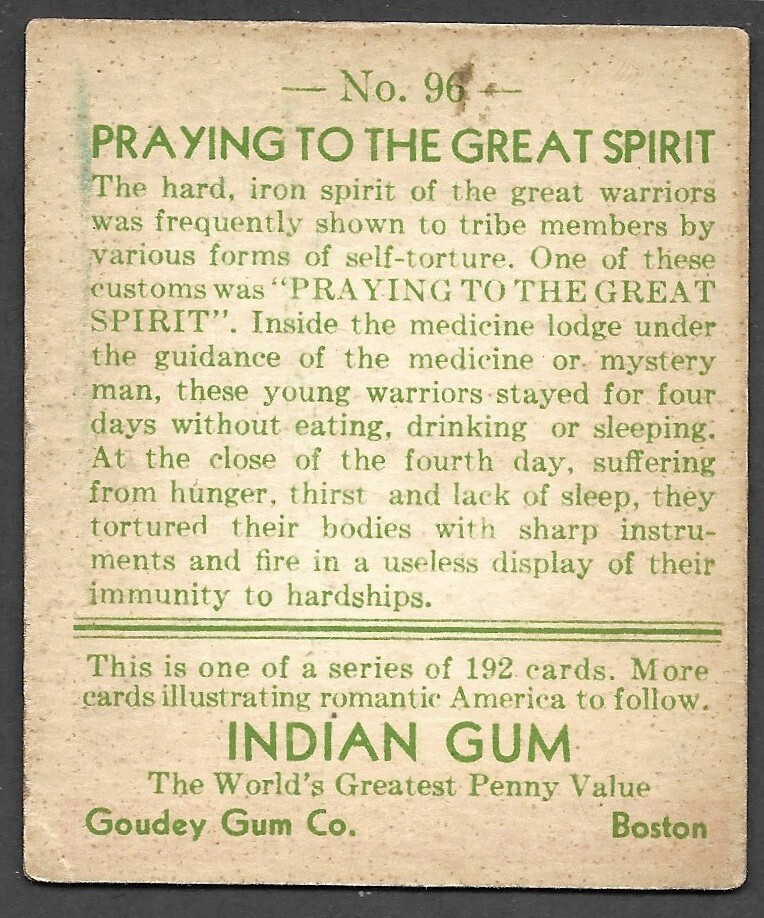 — No. 96 —
PRAYING TO THE GREAT SPIRIT
The hard, iron spirit of the great warriors
was frequently shown to tribe members by
various forms of self-torture. One of these
customs was "PRAYING TO THE GREAT
SPIRIT". Inside the medicine lodge under
the guidance of the medicine or mystery
man, these young warriors stayed for four
days without eating, drinking or sleeping.
At the close of the fourth day, suffering
from hunger, thirst and lack of sleep, they
tortured their bodies with sharp instru-
ments and fire in a useless display of their
immunity to hardships.
This is one of a series of 192 cards. More
cards illustrating romantic America to follow.
INDIAN GUM
The World's Greatest Penny Value
Goudey Gum Co. Boston